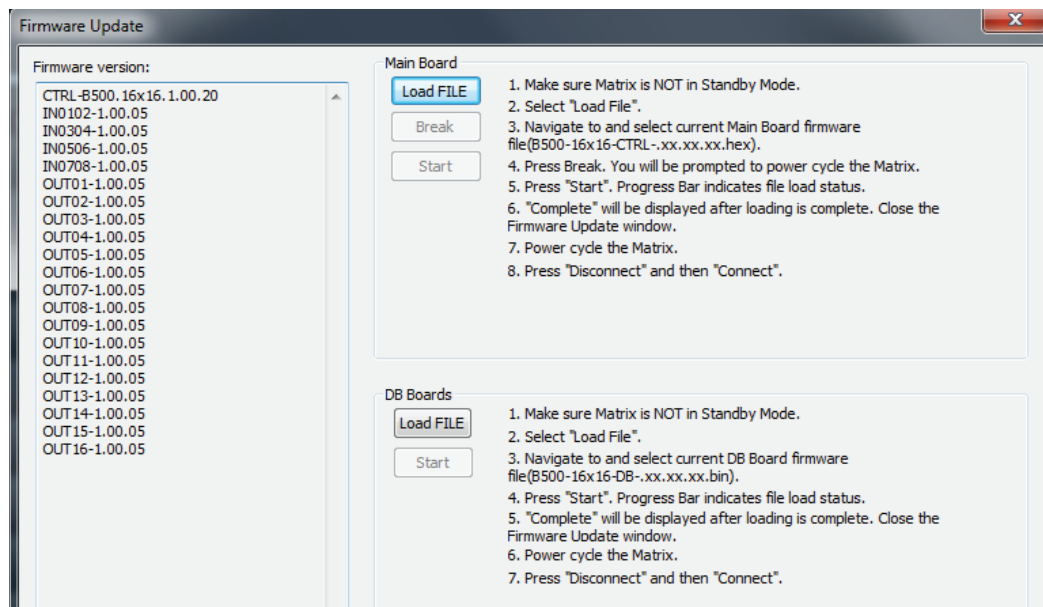 Firmware Update
Firmware version:
CTRL-B500.16x16.1.00.20
IN0102-1.00.05
IN0304-1.00.05
IN0506-1.00.05
IN0708-1.00.05
OUT01-1.00.05
OUT02-1.00.05
OUT03-1.00.05
OUT04-1.00.05
OUT05-1.00.05
OUT06-1.00.05
OUT07-1.00.05
OUT08-1.00.05
OUT09-1.00.05
OUT10-1.00.05
OUT11-1.00.05
OUT12-1.00.05
OUT13-1.00.05
OUT14-1.00.05
OUT15-1.00.05
OUT16-1.00.05
Main Board
Load FILE
Break
Start
1. Make sure Matrix is NOT in Standby Mode.
2. Select "Load File".
3. Navigate to and select current Main Board firmware
file(B500-16x16-CTRL-.xx.xx.xx.hex).
4. Press Break. You will be prompted to power cycle the Matrix.
5. Press "Start". Progress Bar indicates file load status.
6. "Complete" will be displayed after loading is complete. Close the
Firmware Update window.
7. Power cycle the Matrix.
8. Press "Disconnect" and then "Connect".
DB Boards
Load FILE
Start
1. Make sure Matrix is NOT in Standby Mode.
2. Select "Load File".
3. Navigate to and select current DB Board firmware
file(B500-16x16-DB-.xx.xx.xx.bin).
4. Press "Start". Progress Bar indicates file load status.
5. "Complete" will be displayed after loading is complete. Close the
Firmware Update window.
6. Power cycle the Matrix.
7. Press "Disconnect" and then "Connect".